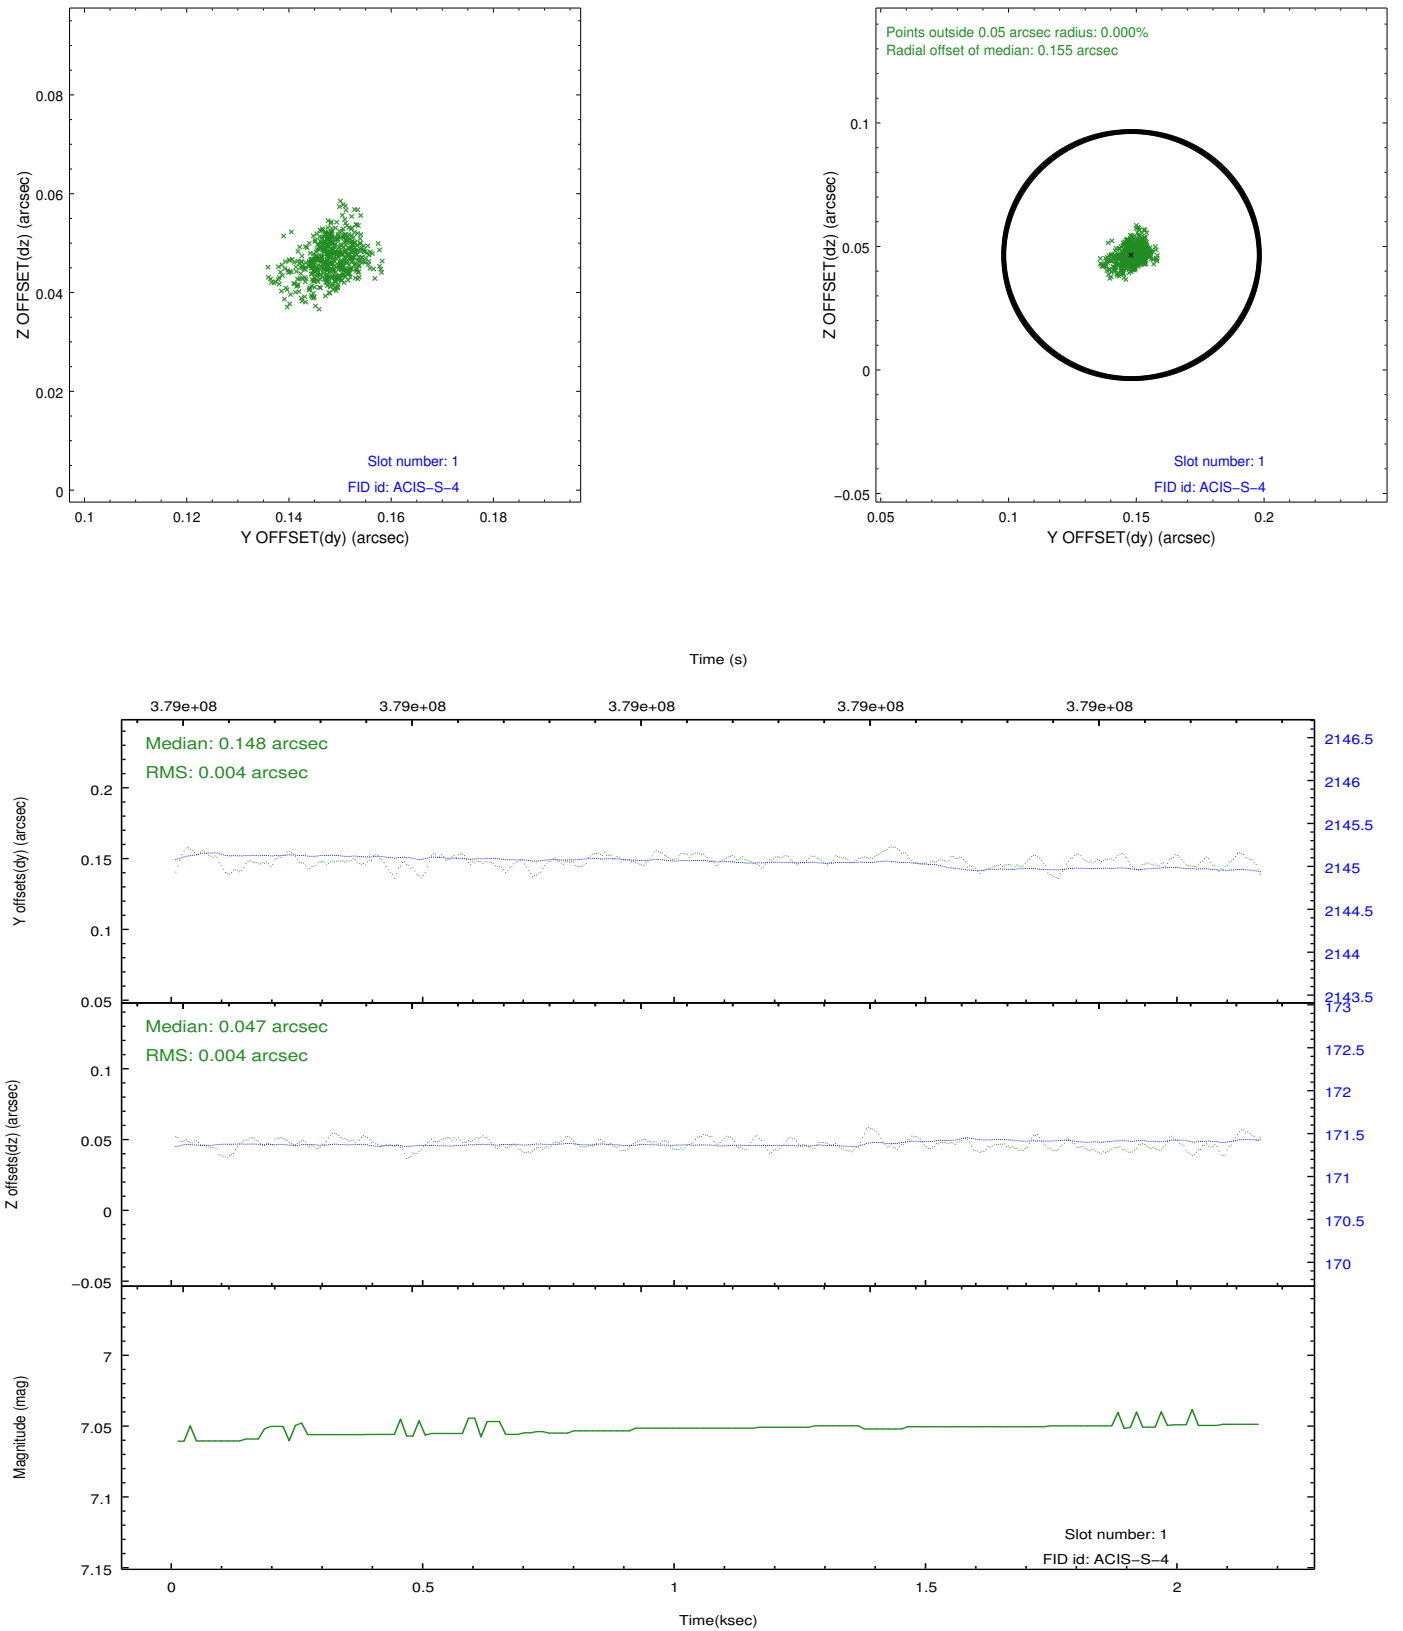 0.08
0.06
0.04
0.02
0
Z OFFSET(dz) (arcsec)
Slot number: 1
FID id: ACIS−S−4
0.1 0.12 0.14 0.16 0.18
Y OFFSET(dy) (arcsec)
Points outside 0.05 arcsec radius: 0.000%
Radial offset of median: 0.155 arcsec
0.1
0.05
0
−0.05
Z OFFSET(dz) (arcsec)
Slot number: 1
FID id: ACIS−S−4
0.05 0.1 0.15 0.2
Y OFFSET(dy) (arcsec)
Time (s)
3.79e+08 3.79e+08 3.79e+08 3.79e+08 3.79e+08
Median: 0.148 arcsec
RMS: 0.004 arcsec
Y offsets(dy) (arcsec)
0.2
0.15
0.1
0.05
2146.5
2146
2145.5
2145
2144.5
2144
2143.5
Median: 0.047 arcsec
RMS: 0.004 arcsec
Z offsets(dz) (arcsec)
0.1
0.05
0
−0.05
173
172.5
172
171.5
171
170.5
170
Magnitude (mag)
7
7.05
7.1
7.15
Slot number: 1
FID id: ACIS−S−4
0 0.5 1 1.5 2
Time(ksec)